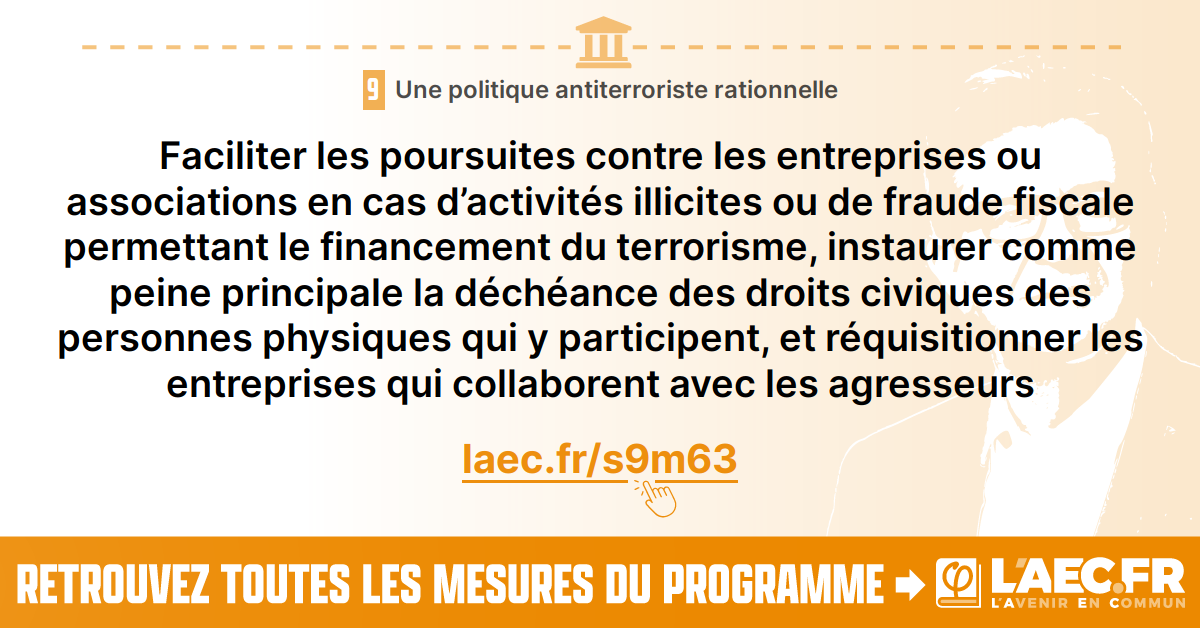 9 Une politique antiterroriste rationnelle
Faciliter les poursuites contre les entreprises ou
associations en cas d’activités illicites ou de fraude fiscale
permettant le financement du terrorisme, instaurer comme
peine principale la déchéance des droits civiques des
personnes physiques qui y participent, et réquisitionner les
entreprises qui collaborent avec les agresseurs
laec.fr/s9m63
RETROUVEZ TOUTES LES MESURES DU PROGRAMME
φ L'AEC.FR
L'AVENIR EN COMMUN